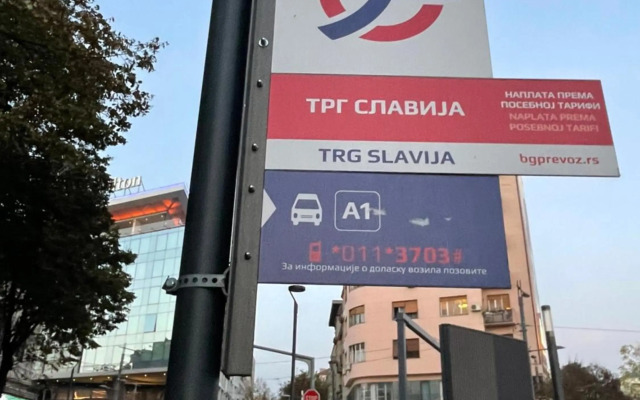 ТРГ СЛАВИЈА
НАПЛАТА ПРЕМА
ПОСЕБНОЈ ТАРИФИ
NAPLATA PREMA
POSEBNOJ TARIFI
TRG SLAVIJA
bgprevoz.rs
A1
*011*3703#
За информације о доласку возила позовите